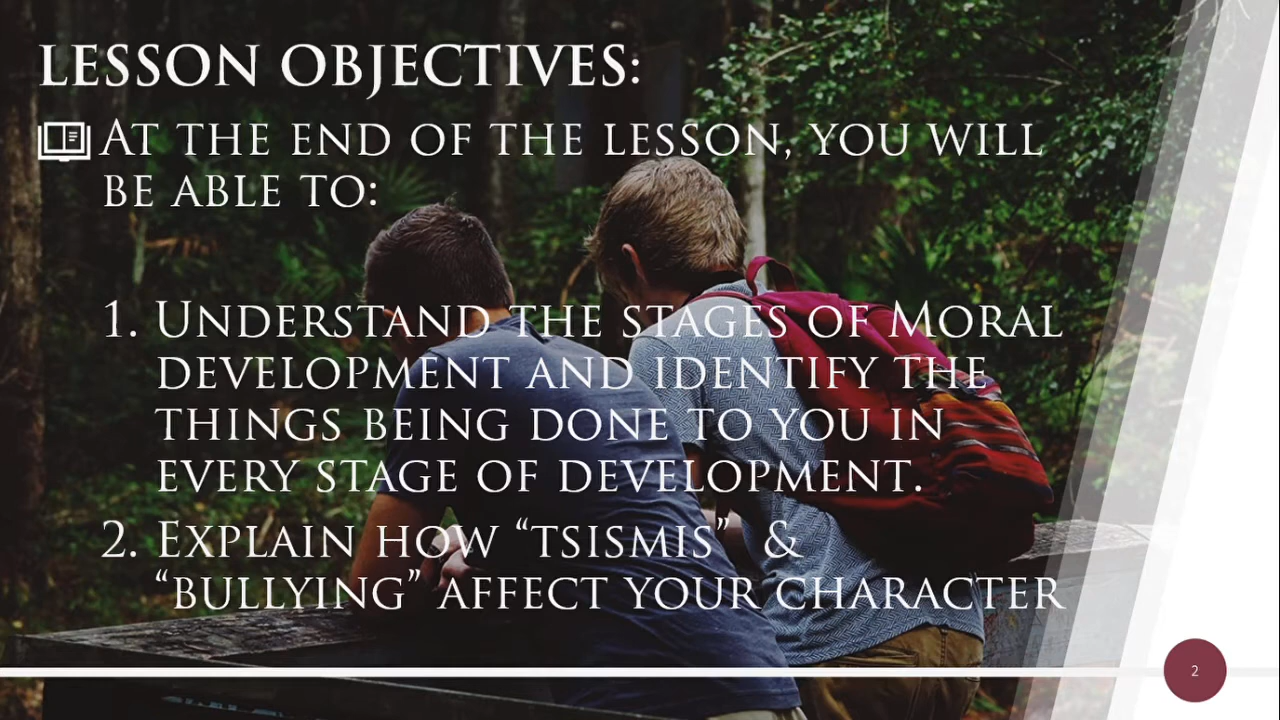 LESSON OBJECTIVES:
AT THE END OF THE LESSON, YOU WILL
BE ABLE TO:
1. UNDERSTAND THE STAGES OF MORAL
DEVELOPMENT AND IDENTIFY THE
THINGS BEING DONE TO YOU IN
EVERY STAGE OF DEVELOPMENT.
2. EXPLAIN HOW “TSISMIS” &
“BULLYING” AFFECT YOUR CHARACTER
2